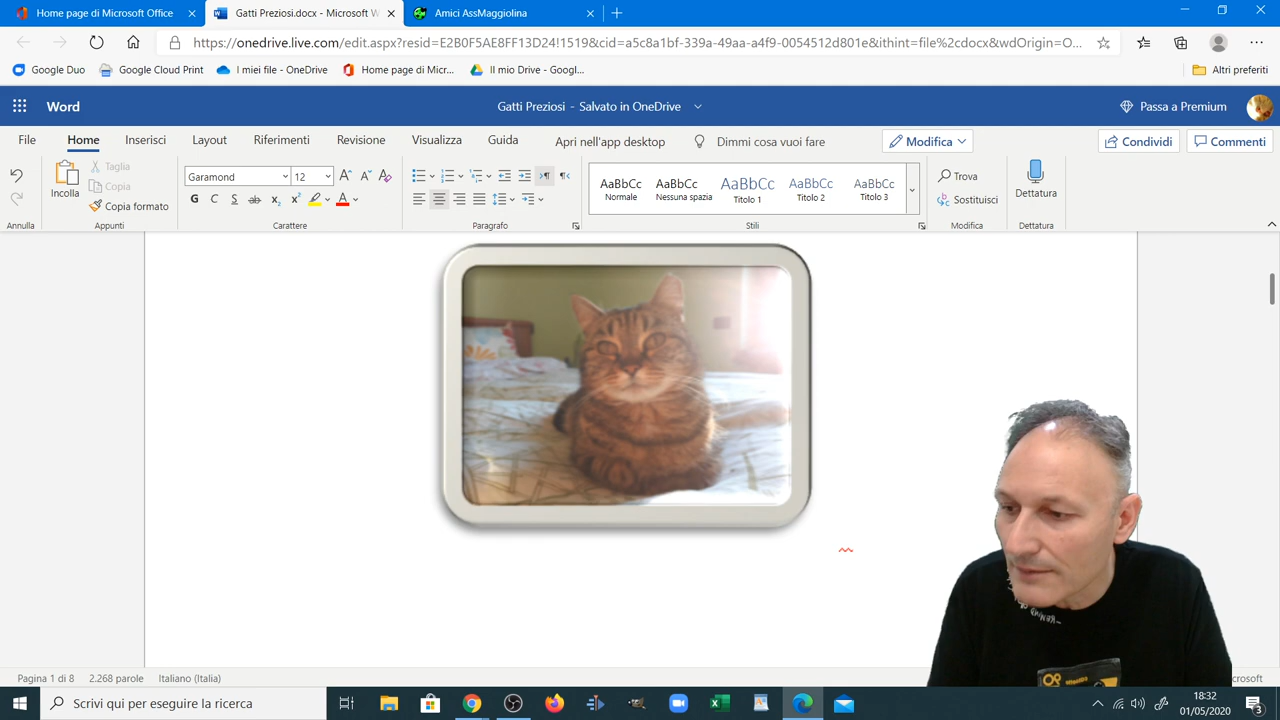 Home page di Microsoft Office
Gatti Preziosi.docx - Microsoft W
Amici AssMaggiolina
https://onedrive.live.com/edit.aspx?resid=E2B0F5AE8FF13D24!1519&cid=a5c8a1bf-339a-49aa-a4f9-0054512d801e&ithint=file%2cdocx&wdOrigin=O...
Google Duo
Google Cloud Print
I miei file - OneDrive
Home page di Micr...
Il mio Drive - Googl...
Altri preferiti
Word
Gatti Preziosi - Salvato in OneDrive
Passa a Premium
File
Home
Inserisci
Layout
Riferimenti
Revisione
Visualizza
Guida
Apri nell'app desktop
Dimmi cosa vuoi fare
Modifica
Condividi
Commenti
Incolla
Taglia
Copia
Copia formato
Garamond
12
G C S ab x₂ x² A
AaBbCc
Normale
AaBbCc
Nessuna spazia
AaBbCc
Titolo 1
AaBbCc
Titolo 2
AaBbCc
Titolo 3
Trova
Sostituisci
Dettatura
Annulla
Appunti
Carattere
Paragrafo
Stili
Modifica
Dettatura
Pagina 1 di 8
2.268 parole
Italiano (Italia)
Scrivi qui per eseguire la ricerca
18:32
01/05/2020
3